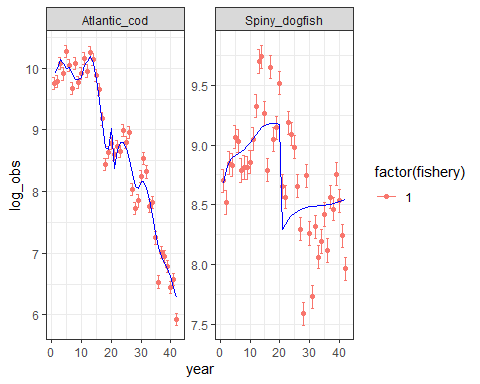 Atlantic_cod
Spiny_dogfish
10
9
8
7
6
9.5
9.0
8.5
8.0
7.5
log_obs
0 10 20 30 40
0 10 20 30 40
year
factor(fishery)
1